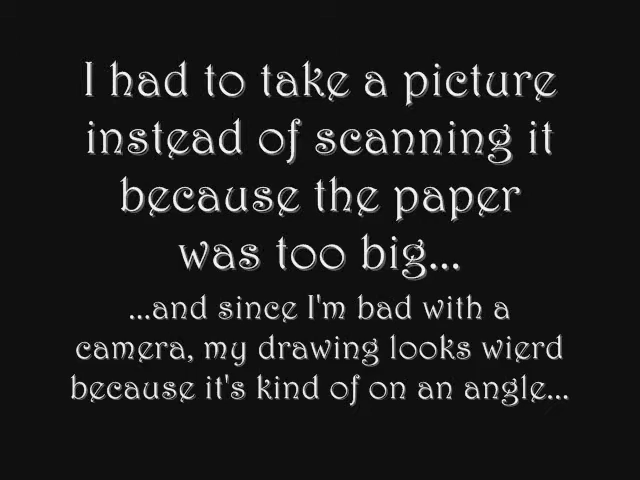 I had to take a picture
instead of scanning it
because the paper
was too big...
...and since I'm bad with a
camera, my drawing looks wierd
because it's kind of on an angle...